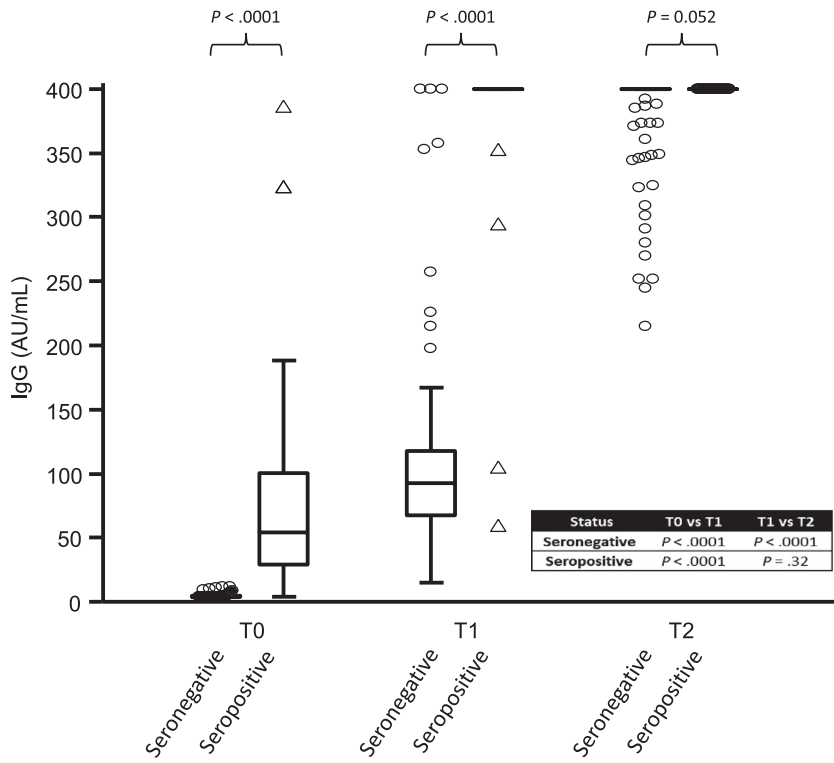 P < .0001 P < .0001 P = 0.052
IgG (AU/mL)
400
350
300
250
200
150
100
50
0
Status T0 vs T1 T1 vs T2
Seronegative P < .0001 P < .0001
Seropositive P < .0001 P = .32
T0 T1 T2
Seronegative Seropositive Seronegative Seropositive Seronegative Seropositive